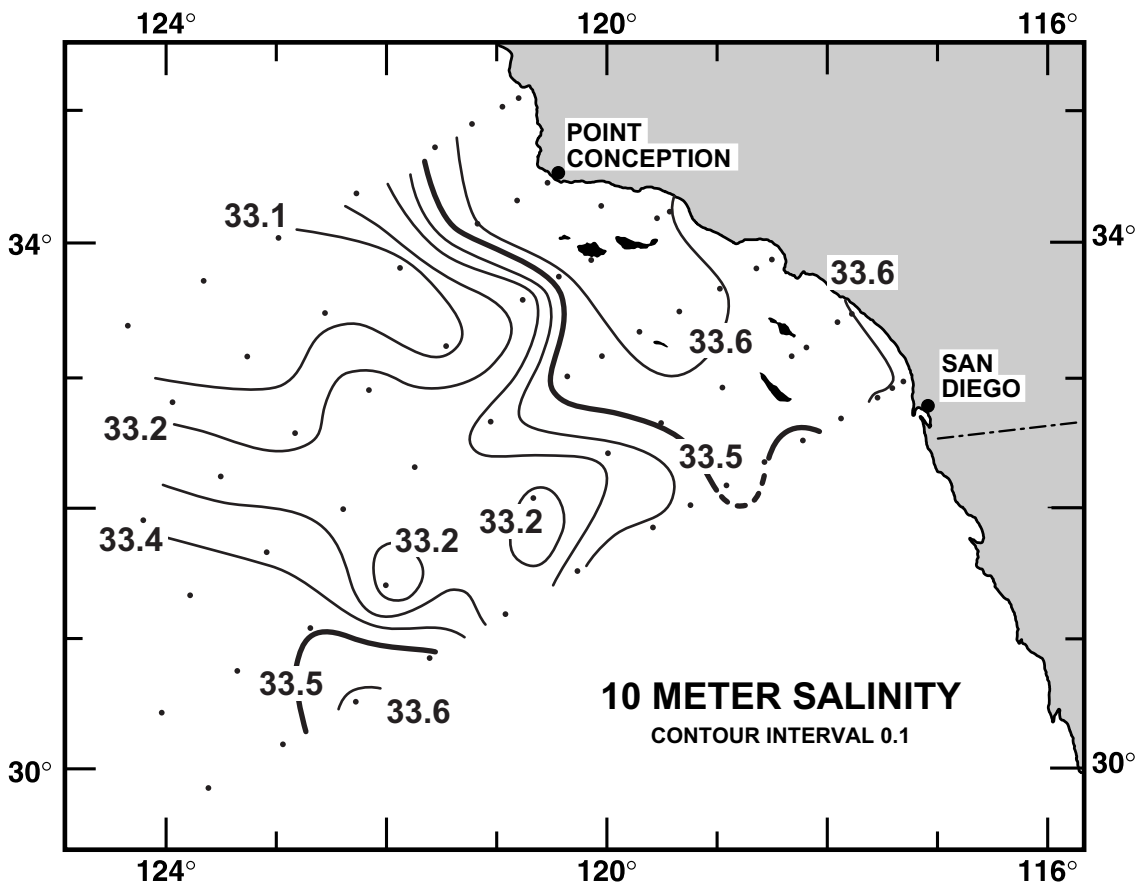 124° 120° 116°
POINT
CONCEPTION
33.1
34° 34°
33.6
33.6
SAN
DIEGO
33.2
33.5
33.2
33.4 33.2
33.5
33.6
10 METER SALINITY
CONTOUR INTERVAL 0.1
30° 30°
124° 120° 116°